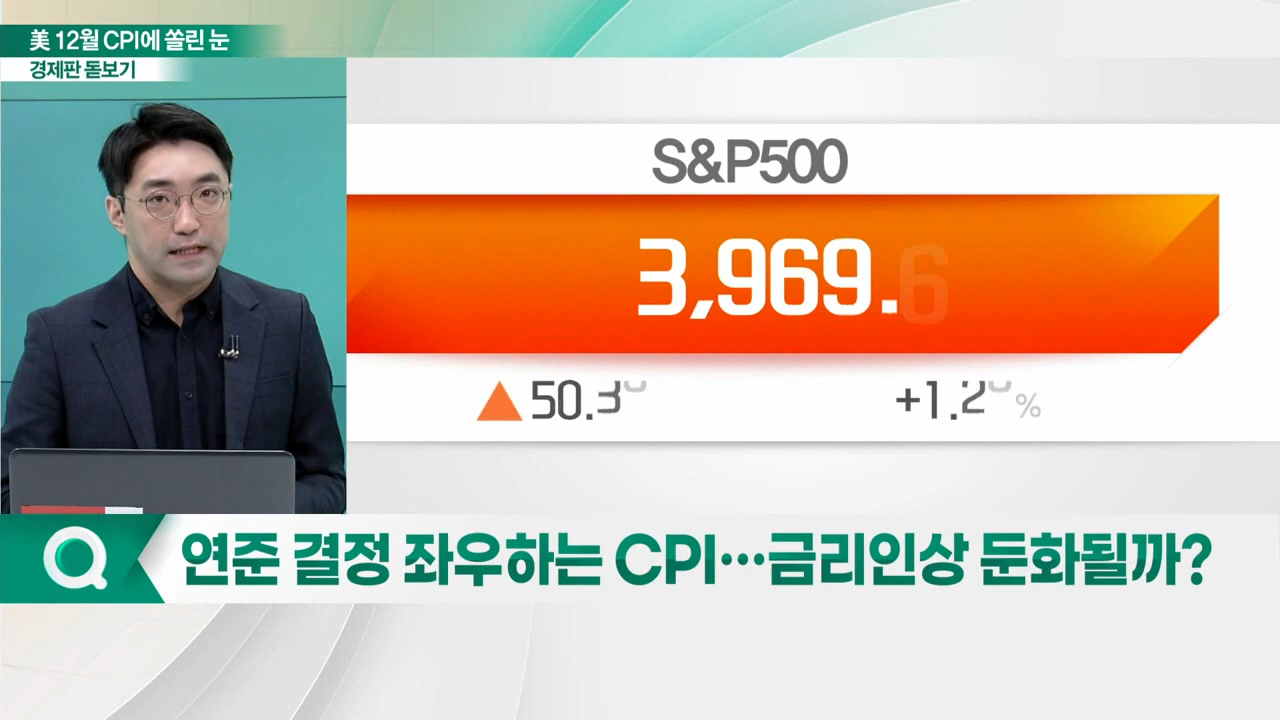 美 12월 CPI에 쏠린 눈
경제판 돋보기
S&P500
3,969.6
▲50.3
+1.2 %
연준 결정 좌우하는 CPI…금리인상 둔화될까?